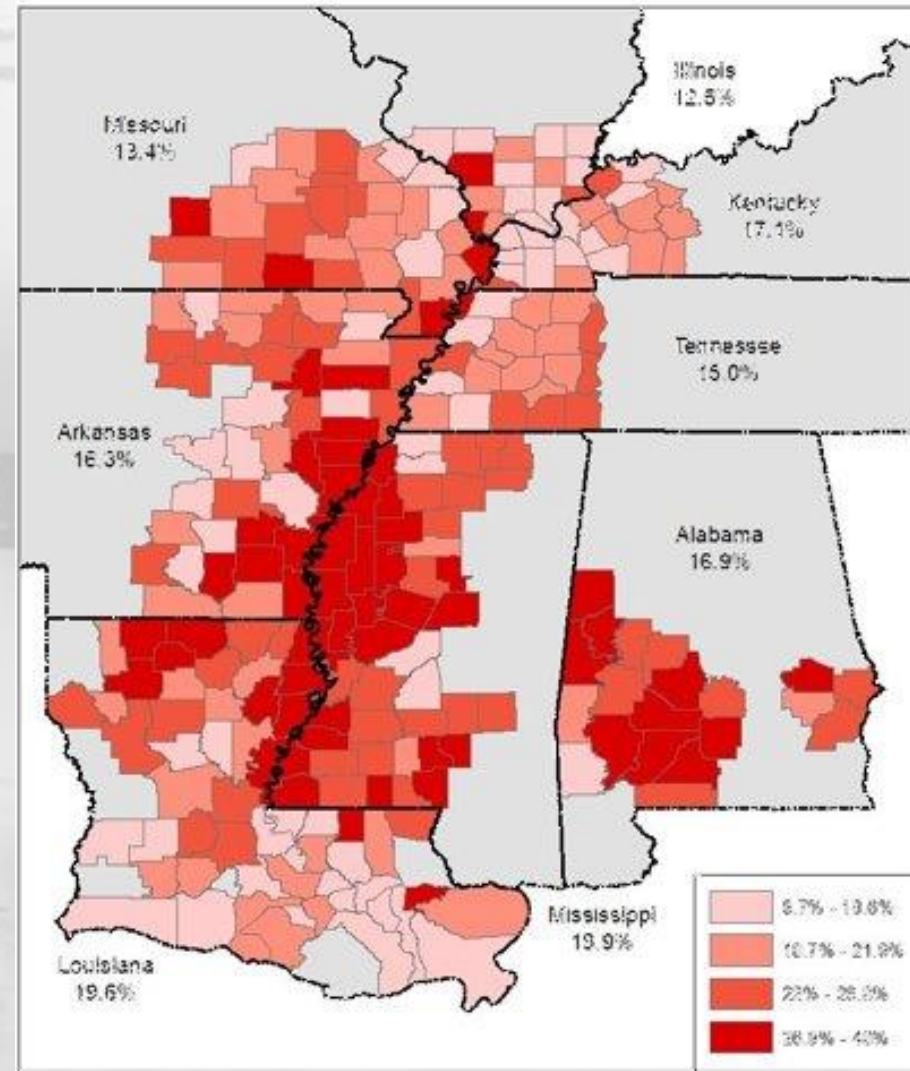 Illinois
12.5%
Missouri
13.4%
Kentucky
17.1%
Tennessee
15.0%
Arkansas
16.3%
Alabama
16.9%
Mississippi
19.9%
Louisiana
19.6%